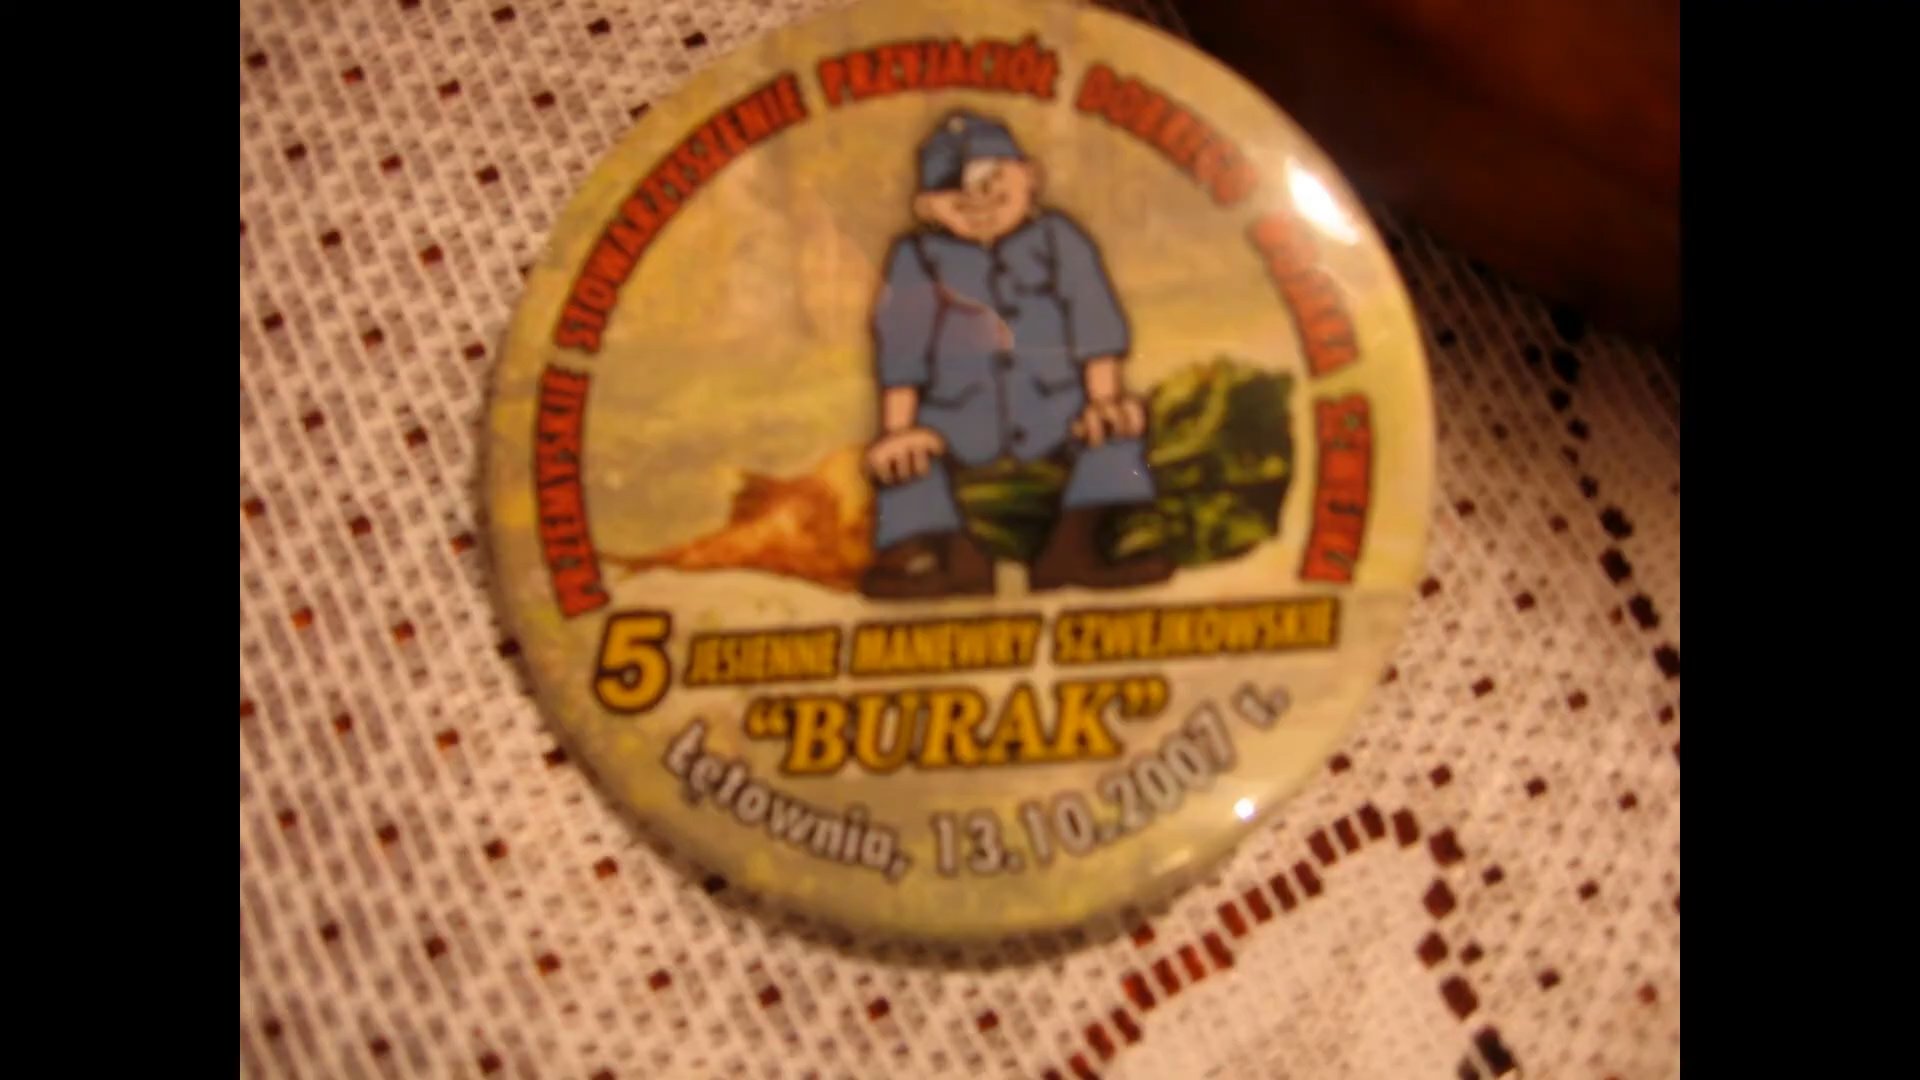 PRZEMYSKIE STOWARZYSZENIE PRZYJACIÓŁ DOBREGO WOJAKA SZWEJKA
5 JESIENNE MANEWRY SZWEJKOWSKIE
“BURAK”
Łętownia, 13.10.2007 r.